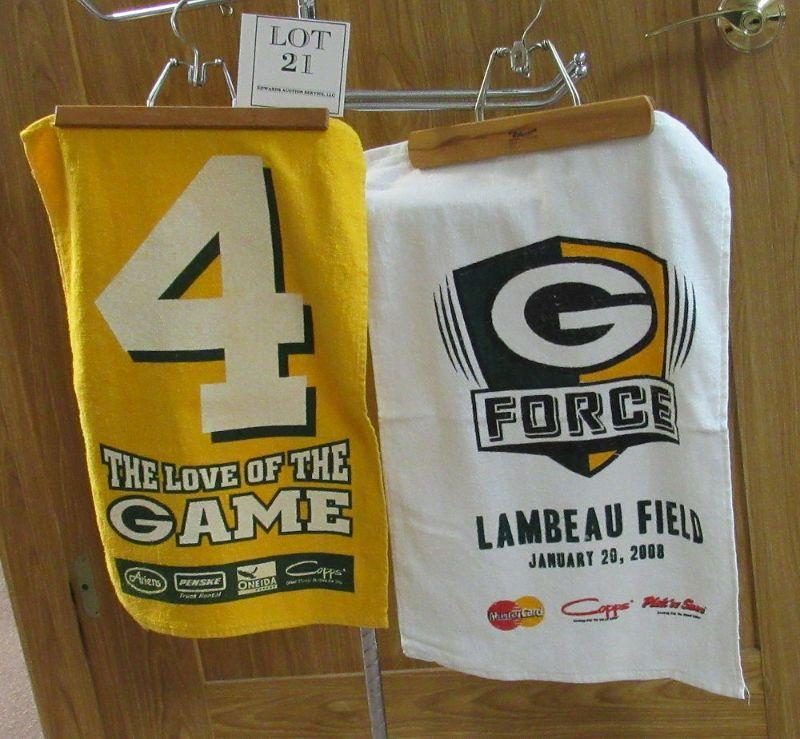 LOT
21
EDWARDS AUCTION SERVICE, LLC
4
THE LOVE OF THE
GAME
Ariens
PENSKE
Truck Rental
ONEIDA
Copps
G
FORCE
LAMBEAU FIELD
JANUARY 20, 2008
MasterCard
Copps
Pick'n Save